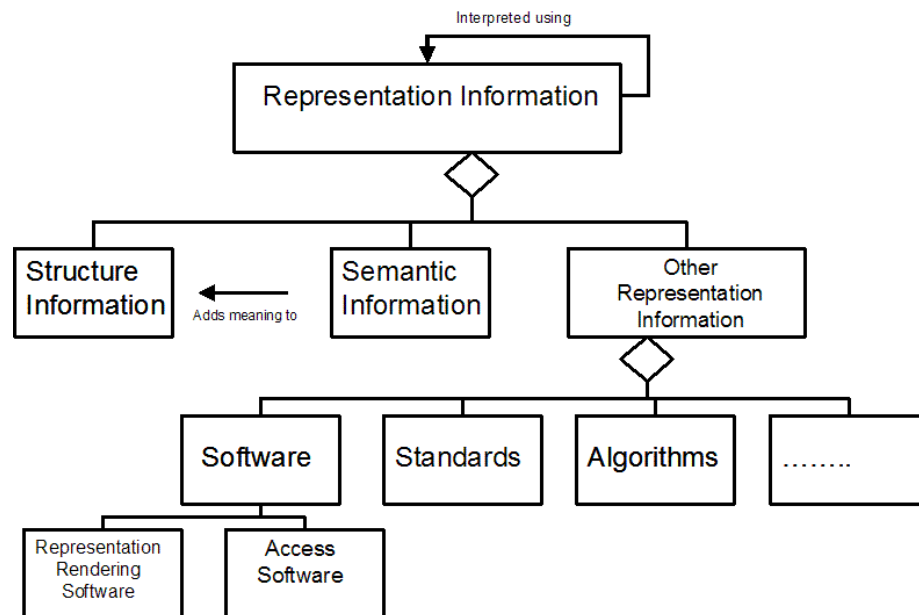 Interpreted using
Representation Information
Structure
Information
Adds meaning to
Semantic
Information
Other
Representation
Information
Software
Standards
Algorithms
........
Representation
Rendering
Software
Access
Software